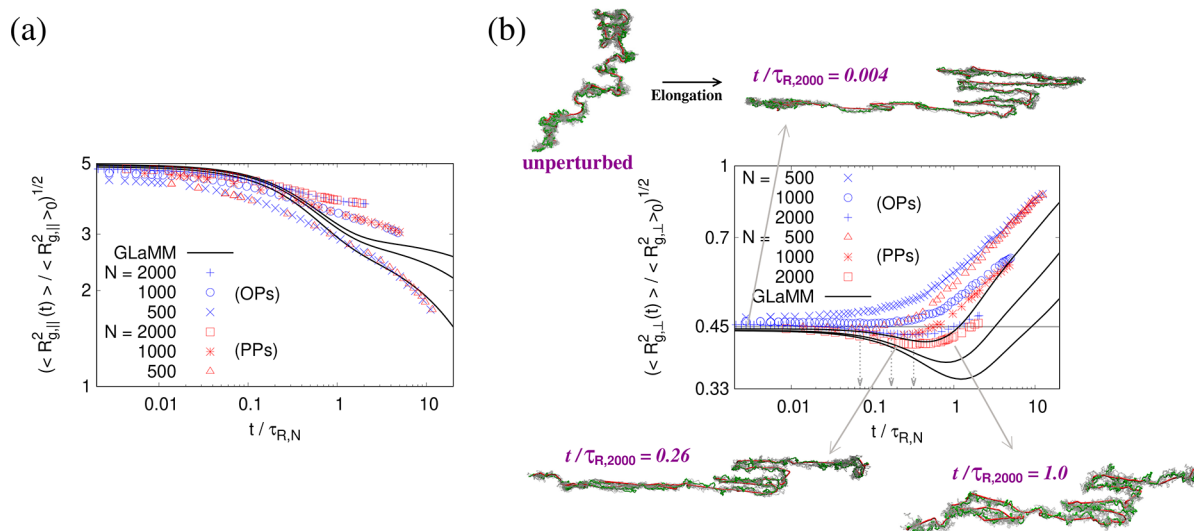 (a)
(b)
t / τR,2000 = 0.004
Elongation
unperturbed
(< R²g,||(t) > / < R²g,|| >0)^1/2
5
3
2
1
GLaMM
N = 2000
1000 (OPs)
500
N = 2000
1000 (PPs)
500
0.01 0.1 1 10
t / τR,N
(< R²g,⊥(t) > / < R²g,⊥ >0)^1/2
1
0.7
0.45
0.33
N = 500
1000 (OPs)
2000
N = 500
1000 (PPs)
2000
GLaMM
0.01 0.1 1 10
t / τR,N
t / τR,2000 = 0.26
t / τR,2000 = 1.0